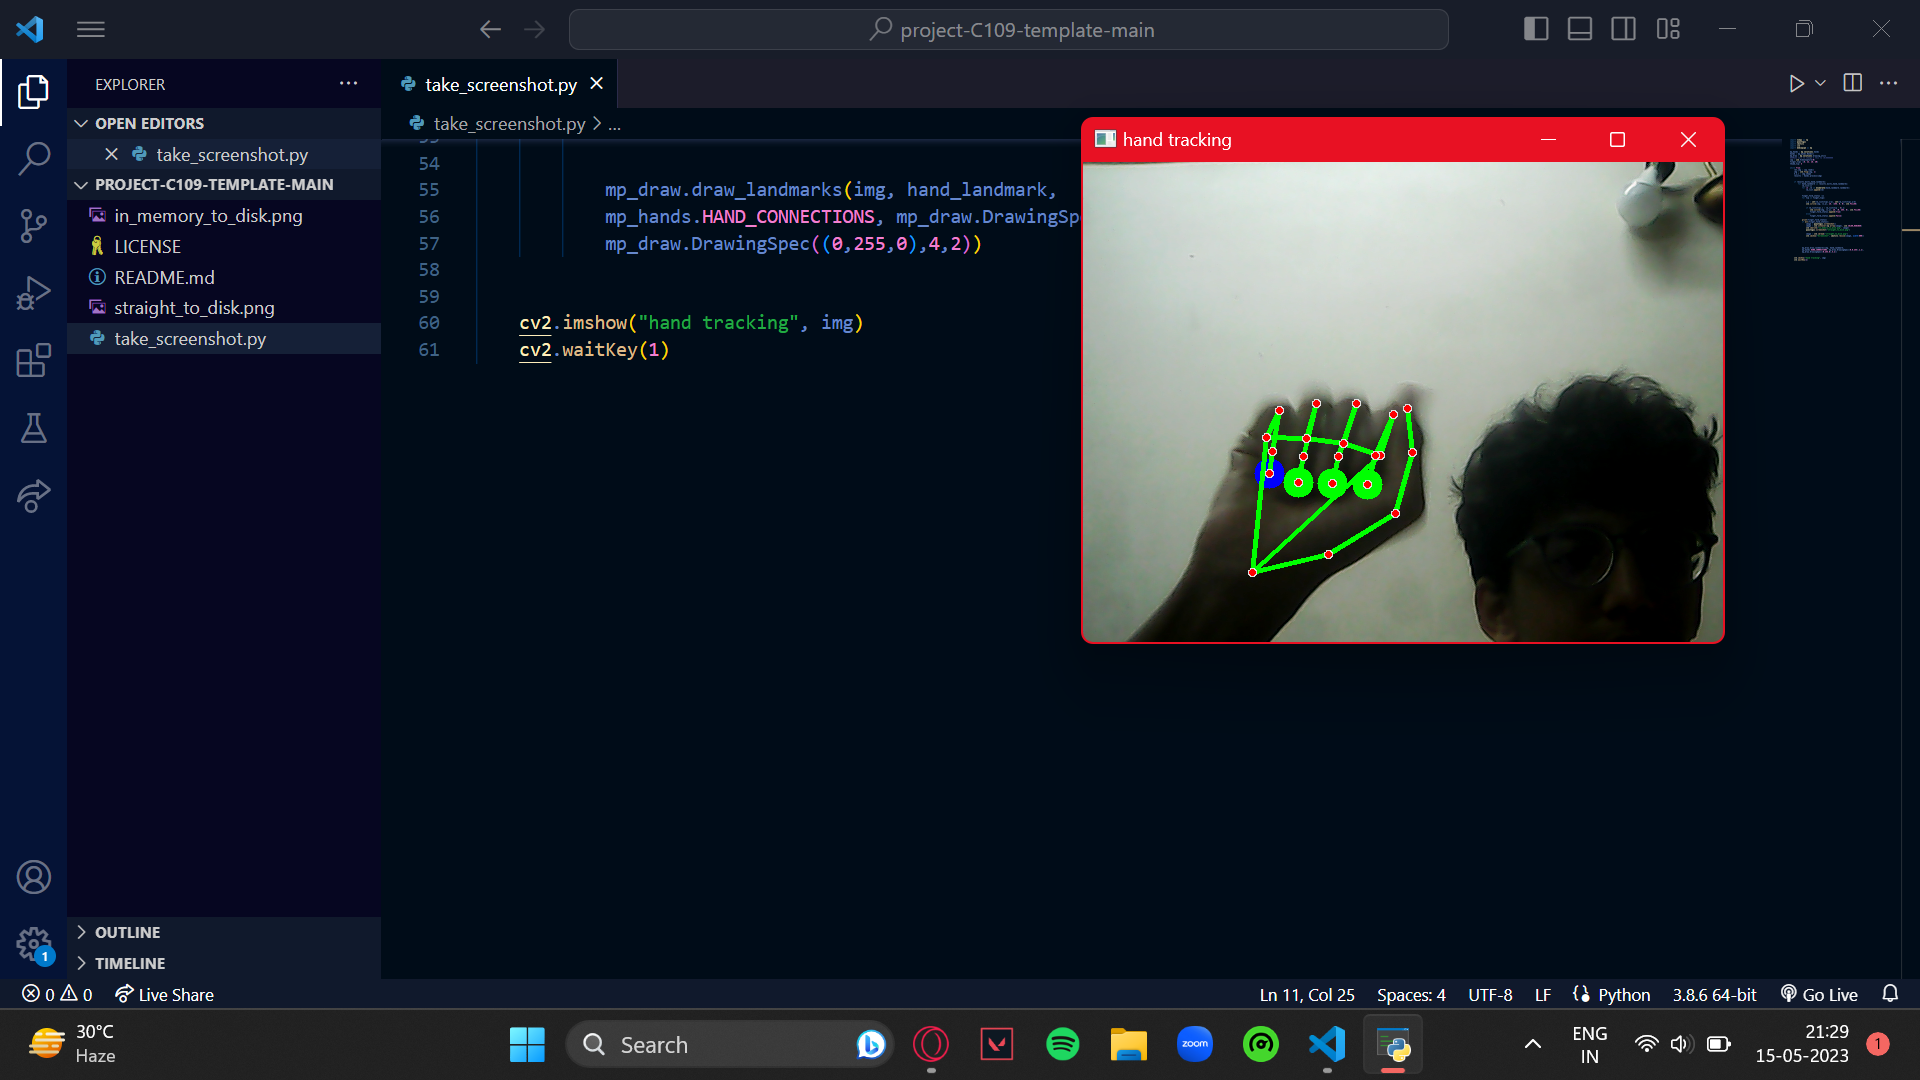 project-C109-template-main
EXPLORER
take_screenshot.py
OPEN EDITORS
take_screenshot.py > ...
take_screenshot.py
hand tracking
PROJECT-C109-TEMPLATE-MAIN
in_memory_to_disk.png
LICENSE
README.md
straight_to_disk.png
take_screenshot.py
54
55 mp_draw.draw_landmarks(img, hand_landmark,
56 mp_hands.HAND_CONNECTIONS, mp_draw.DrawingSpe
57 mp_draw.DrawingSpec((0,255,0),4,2))
58
59
60 cv2.imshow("hand tracking", img)
61 cv2.waitKey(1)
OUTLINE
TIMELINE
1
0 0 Live Share
Ln 11, Col 25 Spaces: 4 UTF-8 LF Python 3.8.6 64-bit Go Live
30°C
Haze
Search
zoom
ENG
IN
21:29
15-05-2023
1